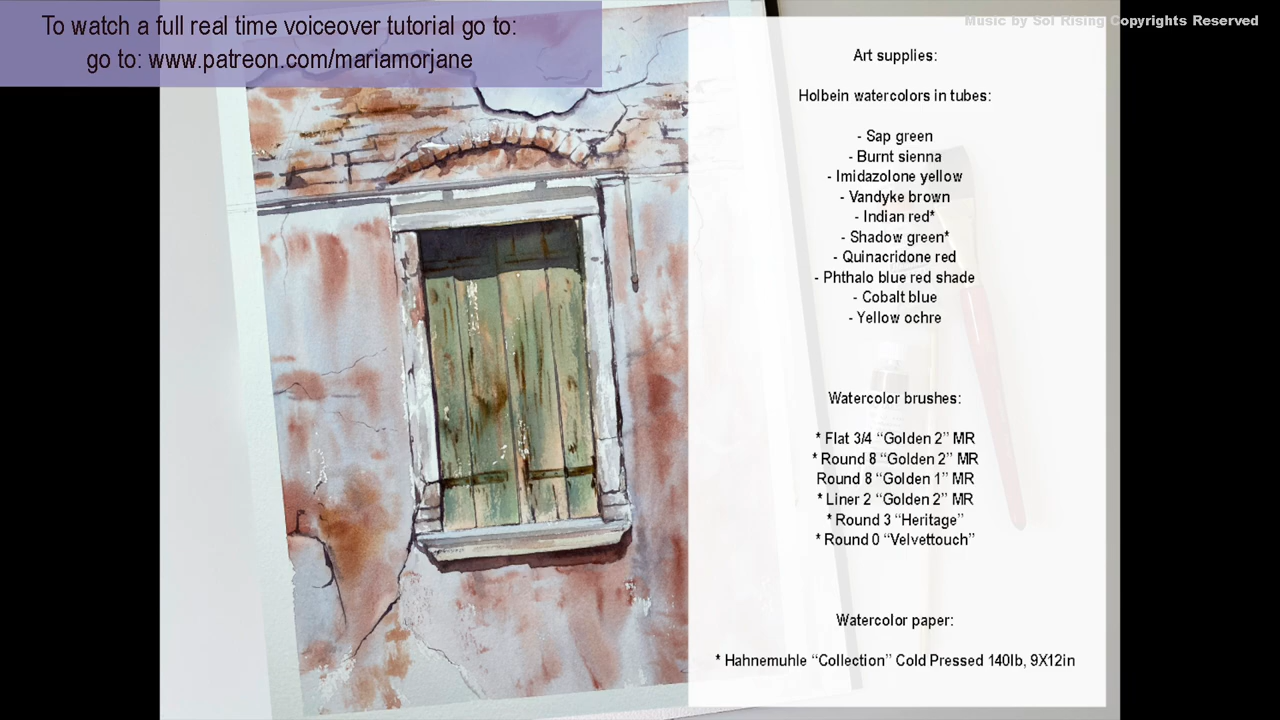 To watch a full real time voiceover tutorial go to:
go to: www.patreon.com/mariamorjane
Music by Sol Rising Copyrights Reserved
Art supplies:
Holbein watercolors in tubes:
- Sap green
- Burnt sienna
- Imidazolone yellow
- Vandyke brown
- Indian red*
- Shadow green*
- Quinacridone red
- Phthalo blue red shade
- Cobalt blue
- Yellow ochre
Watercolor brushes:
* Flat 3/4 “Golden 2” MR
* Round 8 “Golden 2” MR
Round 8 “Golden 1” MR
* Liner 2 “Golden 2” MR
* Round 3 “Heritage”
* Round 0 “Velvettouch”
Watercolor paper:
* Hahnemuhle “Collection” Cold Pressed 140lb, 9X12in